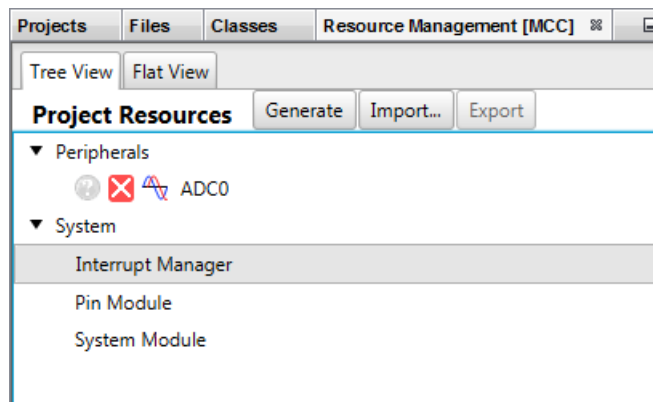 Projects Files Classes Resource Management [MCC]
Tree View Flat View
Project Resources Generate Import... Export
Peripherals
ADC0
System
Interrupt Manager
Pin Module
System Module